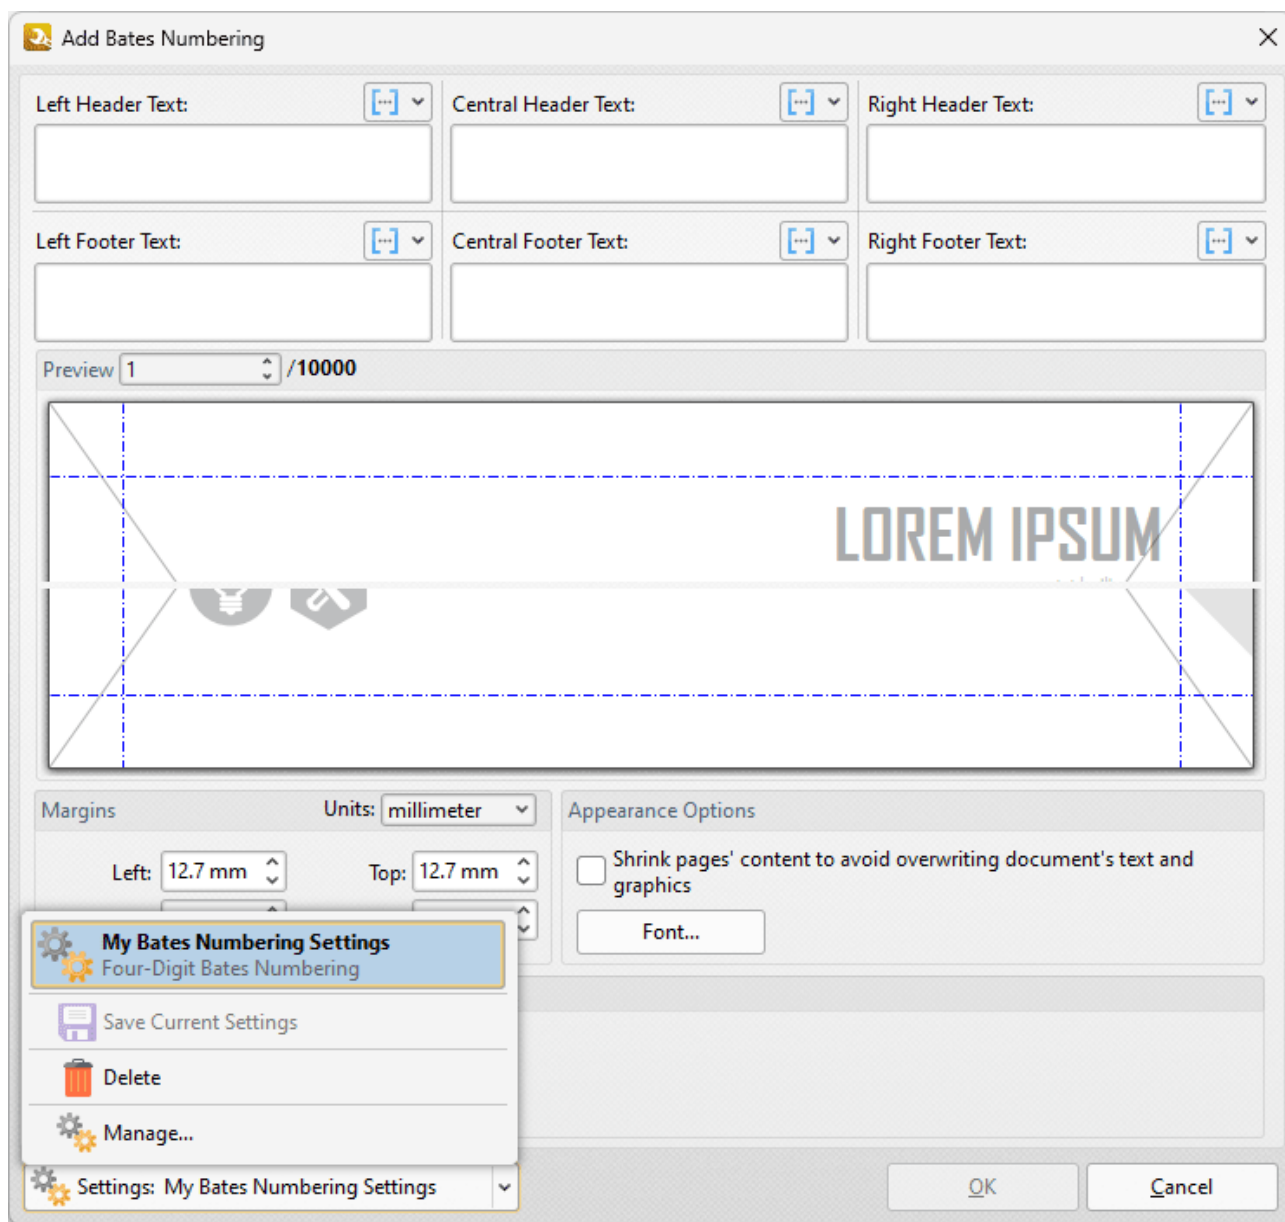 Add Bates Numbering
Left Header Text:
Central Header Text:
Right Header Text:
Left Footer Text:
Central Footer Text:
Right Footer Text:
Preview 1 /10000
LOREM IPSUM
Margins Units: millimeter
Appearance Options
Left: 12.7 mm Top: 12.7 mm
Shrink pages' content to avoid overwriting document's text and
graphics
Font...
My Bates Numbering Settings
Four-Digit Bates Numbering
Save Current Settings
Delete
Manage...
Settings: My Bates Numbering Settings
OK
Cancel